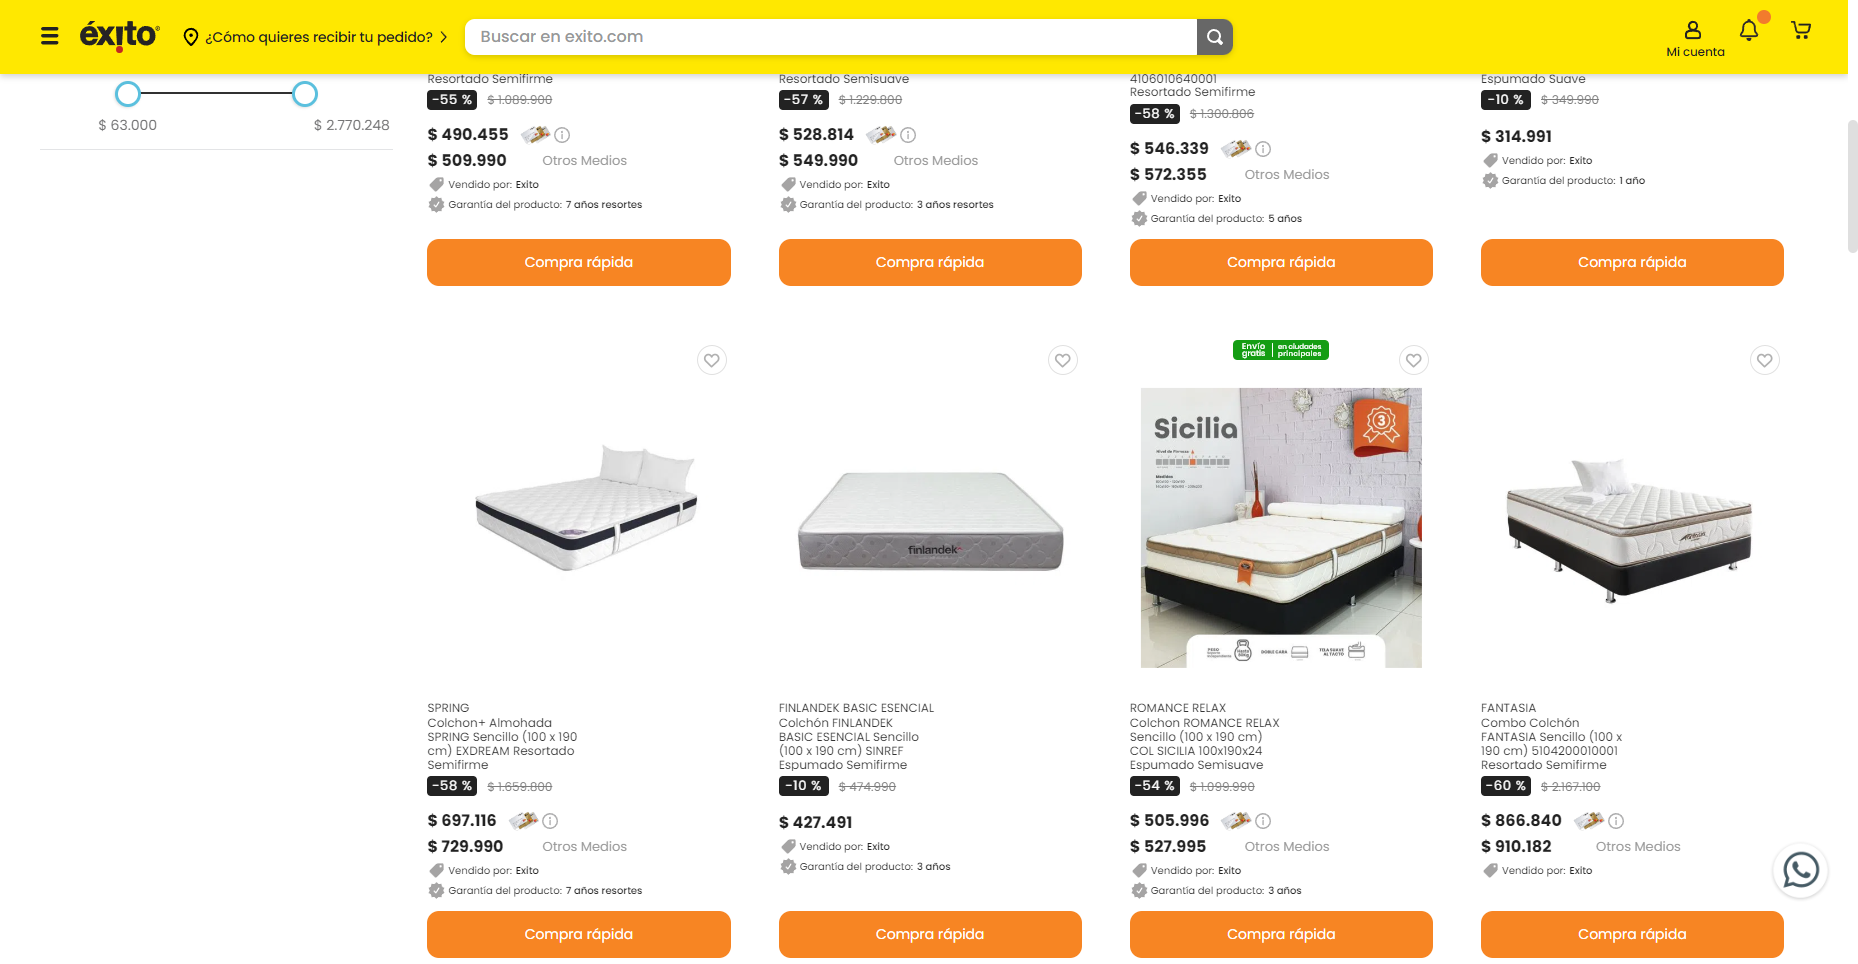 éxito
¿Cómo quieres recibir tu pedido?
Buscar en exito.com
Mi cuenta
$ 63.000
$ 2.770.248
Resortado Semifirme
-55 % $ 1.089.900
$ 490.455
$ 509.990 Otros Medios
Vendido por: Exito
Garantía del producto: 7 años resortes
Compra rápida
Resortado Semisuave
-57 % $ 1.229.800
$ 528.814
$ 549.990 Otros Medios
Vendido por: Exito
Garantía del producto: 3 años resortes
Compra rápida
4106010640001
Resortado Semifirme
-58 % $ 1.300.806
$ 546.339
$ 572.355 Otros Medios
Vendido por: Exito
Garantía del producto: 5 años
Compra rápida
Espumado Suave
-10 % $ 349.990
$ 314.991
Vendido por: Exito
Garantía del producto: 1 año
Compra rápida
SPRING
Colchon+ Almohada
SPRING Sencillo (100 x 190
cm) EXDREAM Resortado
Semifirme
-58 % $ 1.659.800
$ 697.116
$ 729.990 Otros Medios
Vendido por: Exito
Garantía del producto: 7 años resortes
Compra rápida
finlandek
FINLANDEK BASIC ESENCIAL
Colchón FINLANDEK
BASIC ESENCIAL Sencillo
(100 x 190 cm) SINREF
Espumado Semifirme
-10 % $ 474.990
$ 427.491
Vendido por: Exito
Garantía del producto: 3 años
Compra rápida
Envío gratis en ciudades principales
Sicilia
3
Nivel de Firmeza
Medidas
DOBLE CARA
TELA SUAVE
AL TACTO
ROMANCE RELAX
Colchon ROMANCE RELAX
Sencillo (100 x 190 cm)
COL SICILIA 100x190x24
Espumado Semisuave
-54 % $ 1.099.990
$ 505.996
$ 527.995 Otros Medios
Vendido por: Exito
Garantía del producto: 3 años
Compra rápida
FANTASIA
Combo Colchón
FANTASIA Sencillo (100 x
190 cm) 5104200010001
Resortado Semifirme
-60 % $ 2.167.100
$ 866.840
$ 910.182 Otros Medios
Vendido por: Exito
Compra rápida